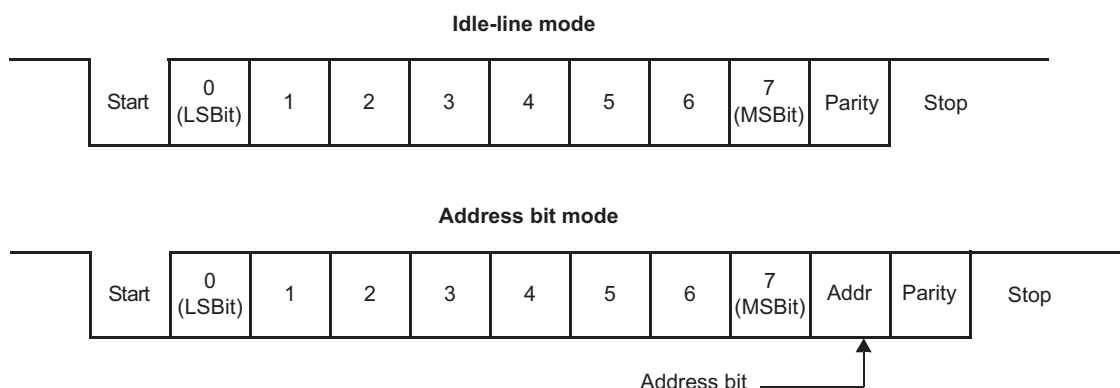 Idle-line mode
Start 0 (LSBit) 1 2 3 4 5 6 7 (MSBit) Parity Stop
Address bit mode
Start 0 (LSBit) 1 2 3 4 5 6 7 (MSBit) Addr Parity Stop
Address bit